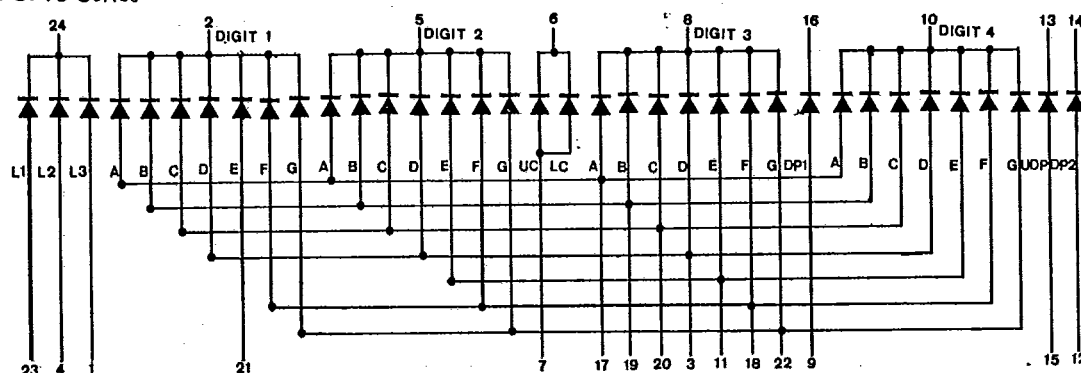 24 2 DIGIT 1 5 DIGIT 2 6 8 DIGIT 3 16 10 DIGIT 4 13 14
L1 L2 L3 A B C D E F G A B C D E F G UC LC A B C D E F G DP1 A B C D E F G UDP DP2
23 4 1 21 7 17 19 20 3 11 18 22 9 15 12